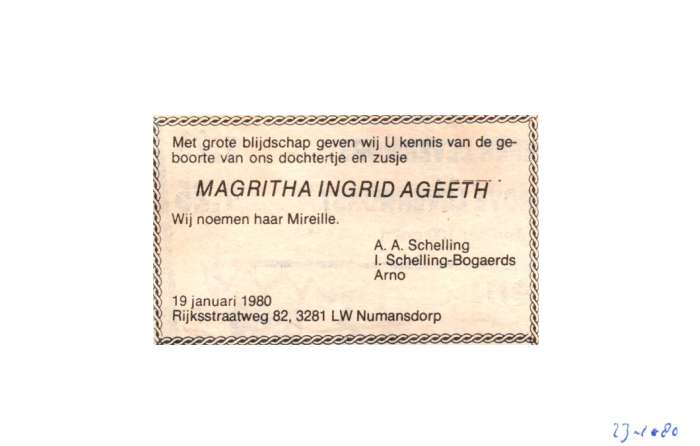 Met grote blijdschap geven wij U kennis van de ge-
boorte van ons dochtertje en zusje
MAGRITHA INGRID AGEETH
Wij noemen haar Mireille.
A. A. Schelling
I. Schelling-Bogaerds
Arno
19 januari 1980
Rijksstraatweg 82, 3281 LW Numansdorp
23-1-80